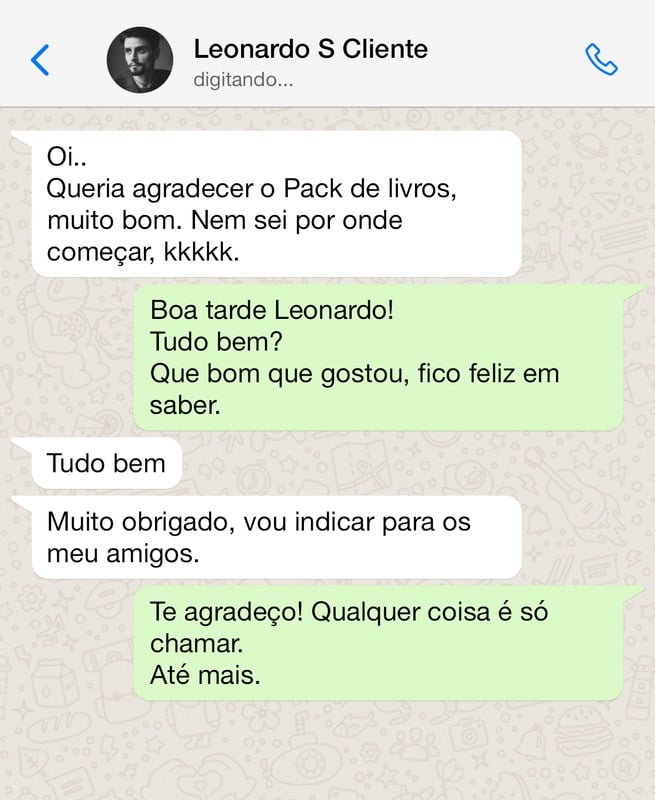 Leonardo S Cliente
digitando...
Oi..
Queria agradecer o Pack de livros,
muito bom. Nem sei por onde
começar, kkkkk.
Boa tarde Leonardo!
Tudo bem?
Que bom que gostou, fico feliz em
saber.
Tudo bem
Muito obrigado, vou indicar para os
meu amigos.
Te agradeço! Qualquer coisa é só
chamar.
Até mais.